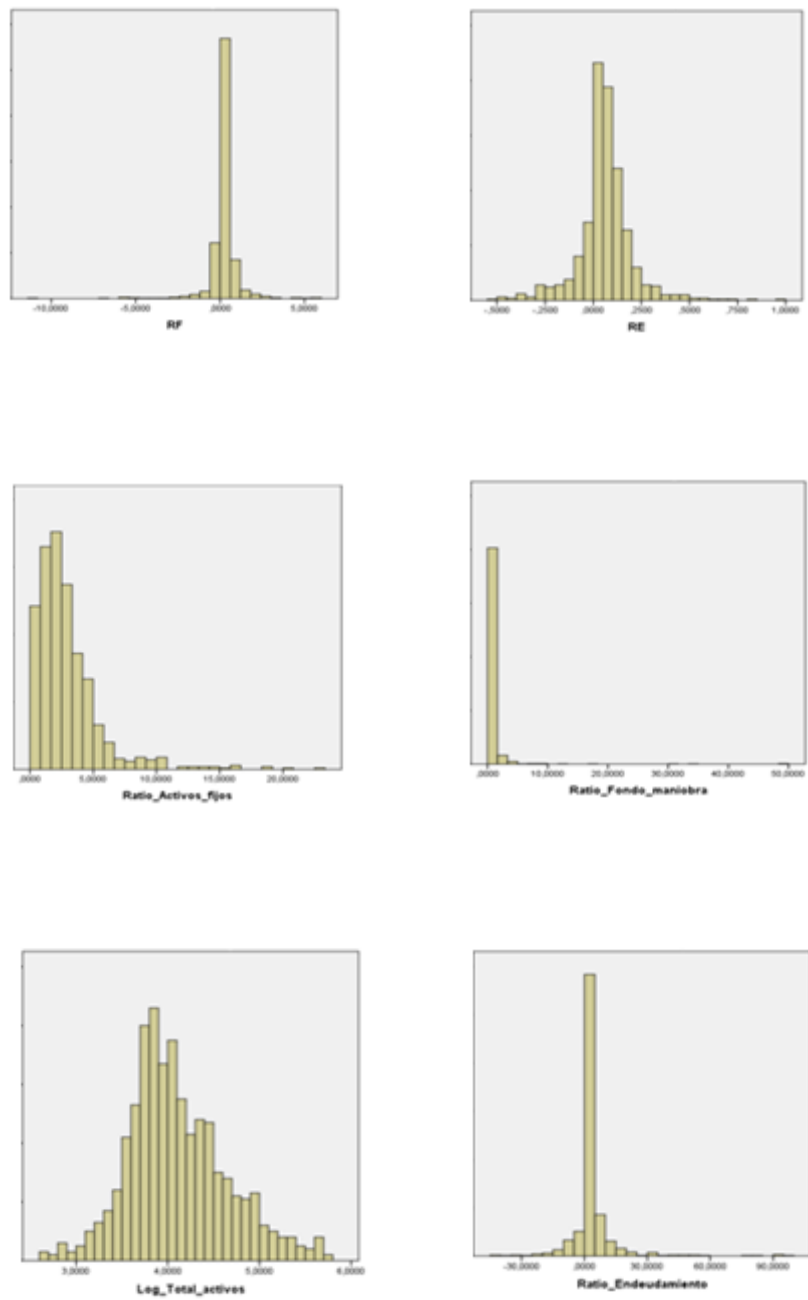 -10,0000 -5,0000 ,0000 5,0000
RF
-,5000 -,2500 ,0000 ,2500 ,5000 ,7500 1,0000
RE
,0000 5,0000 10,0000 15,0000 20,0000
Ratio_Activos_fijos
,0000 10,0000 20,0000 30,0000 40,0000 50,0000
Ratio_Fondo_maniobra
3,0000 4,0000 5,0000 6,0000
Log_Total_activos
-30,0000 ,0000 30,0000 60,0000 90,0000
Ratio_Endeudamiento